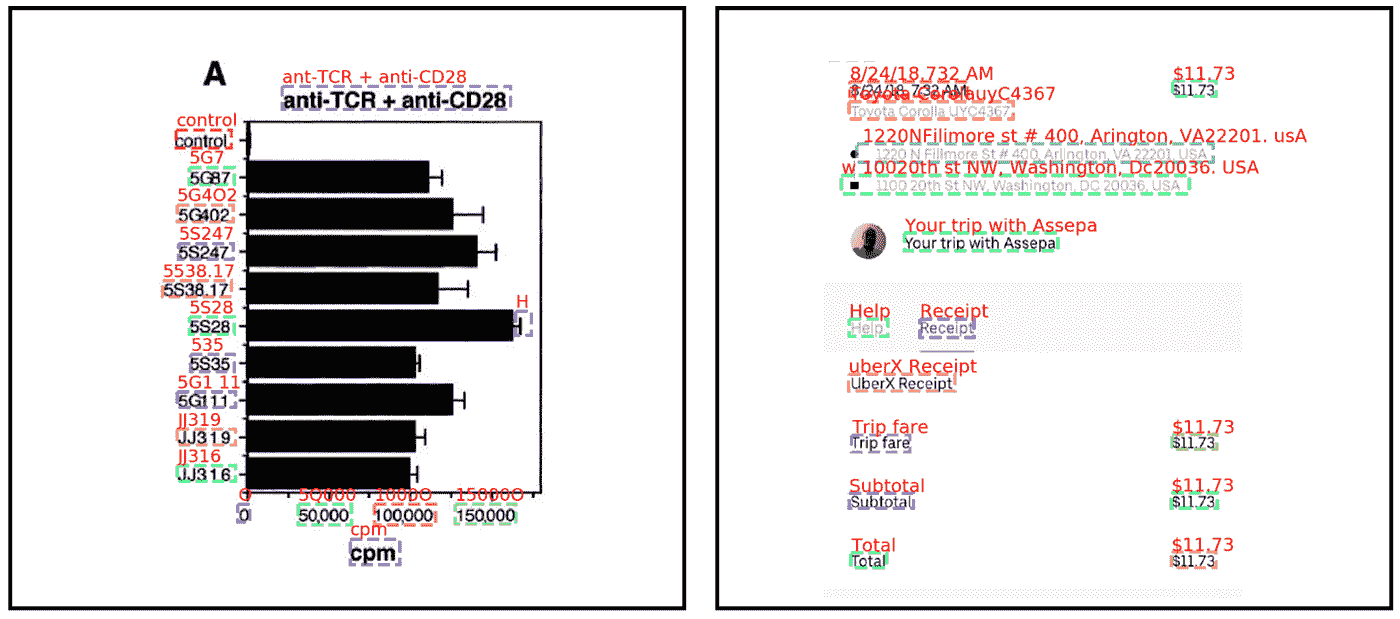 A
ant-TCR + anti-CD28
anti-TCR + anti-CD28
control
control
5G7
5G87
5G4O2
5G402
5S247
5S247
5538.17
5S38.17
5S28
H
5S28
535
5S35
5G1 11
5G111
JJ319
JJ319
JJ316
JJ316
O 5Q000 1000O 15000O
0 50,000 100,000 150,000
cpm
cpm
8/24/18.732 AM $11.73
8/24/18, 7:32 AM $11.73
Toyota CorollauyC4367
Toyota Corolla UYC4367
1220NFilimore st # 400, Arington, VA22201. usA
1220 N Fillmore St # 400, Arlington, VA 22201, USA
w 10020th st NW, Washington, Dc20036. USA
1100 20th St NW, Washington, DC 20036, USA
Your trip with Assepa
Your trip with Assepa
Help Receipt
Help Receipt
uberX Receipt
UberX Receipt
Trip fare $11.73
Trip fare $11.73
Subtotal $11.73
Subtotal $11.73
Total $11.73
Total $11.73